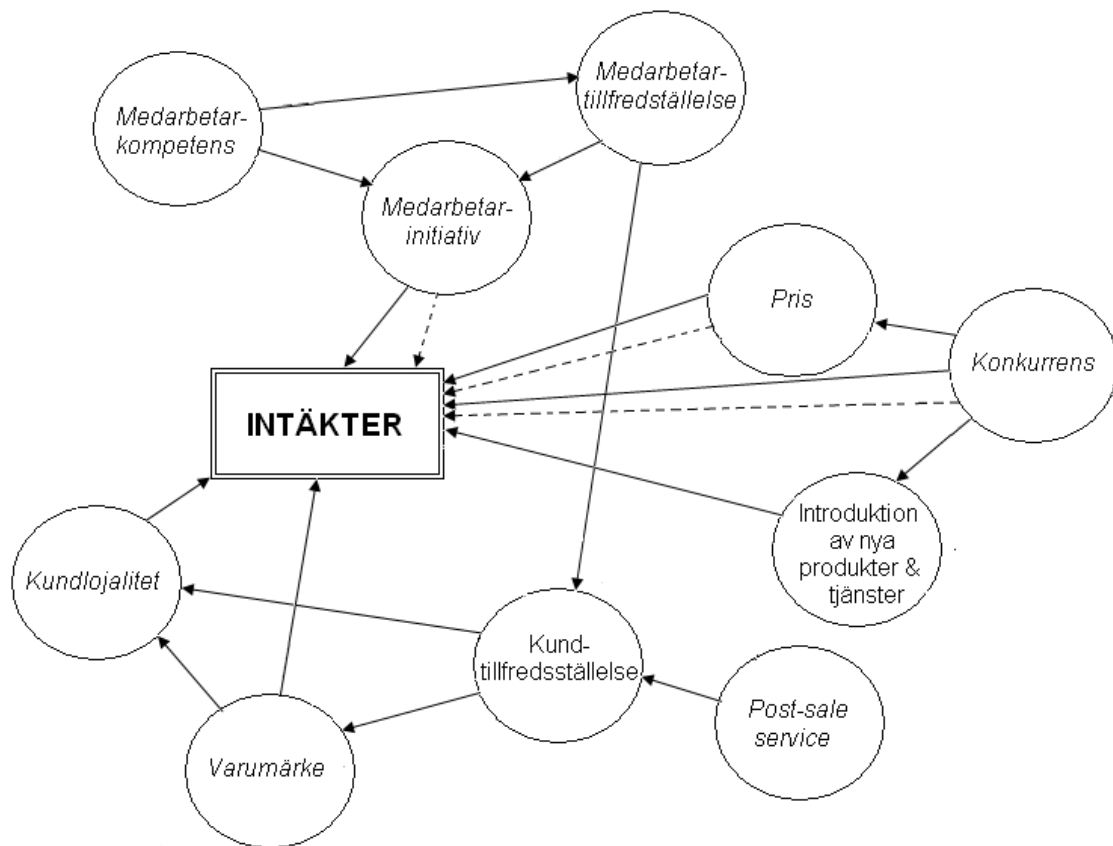 Medarbetar-
tillfredställelse
Medarbetar-
kompetens
Medarbetar-
initiativ
Pris
Konkurrens
INTÄKTER
Introduktion
av nya
produkter &
tjänster
Kundlojalitet
Kund-
tillfredsställelse
Post-sale
service
Varumärke